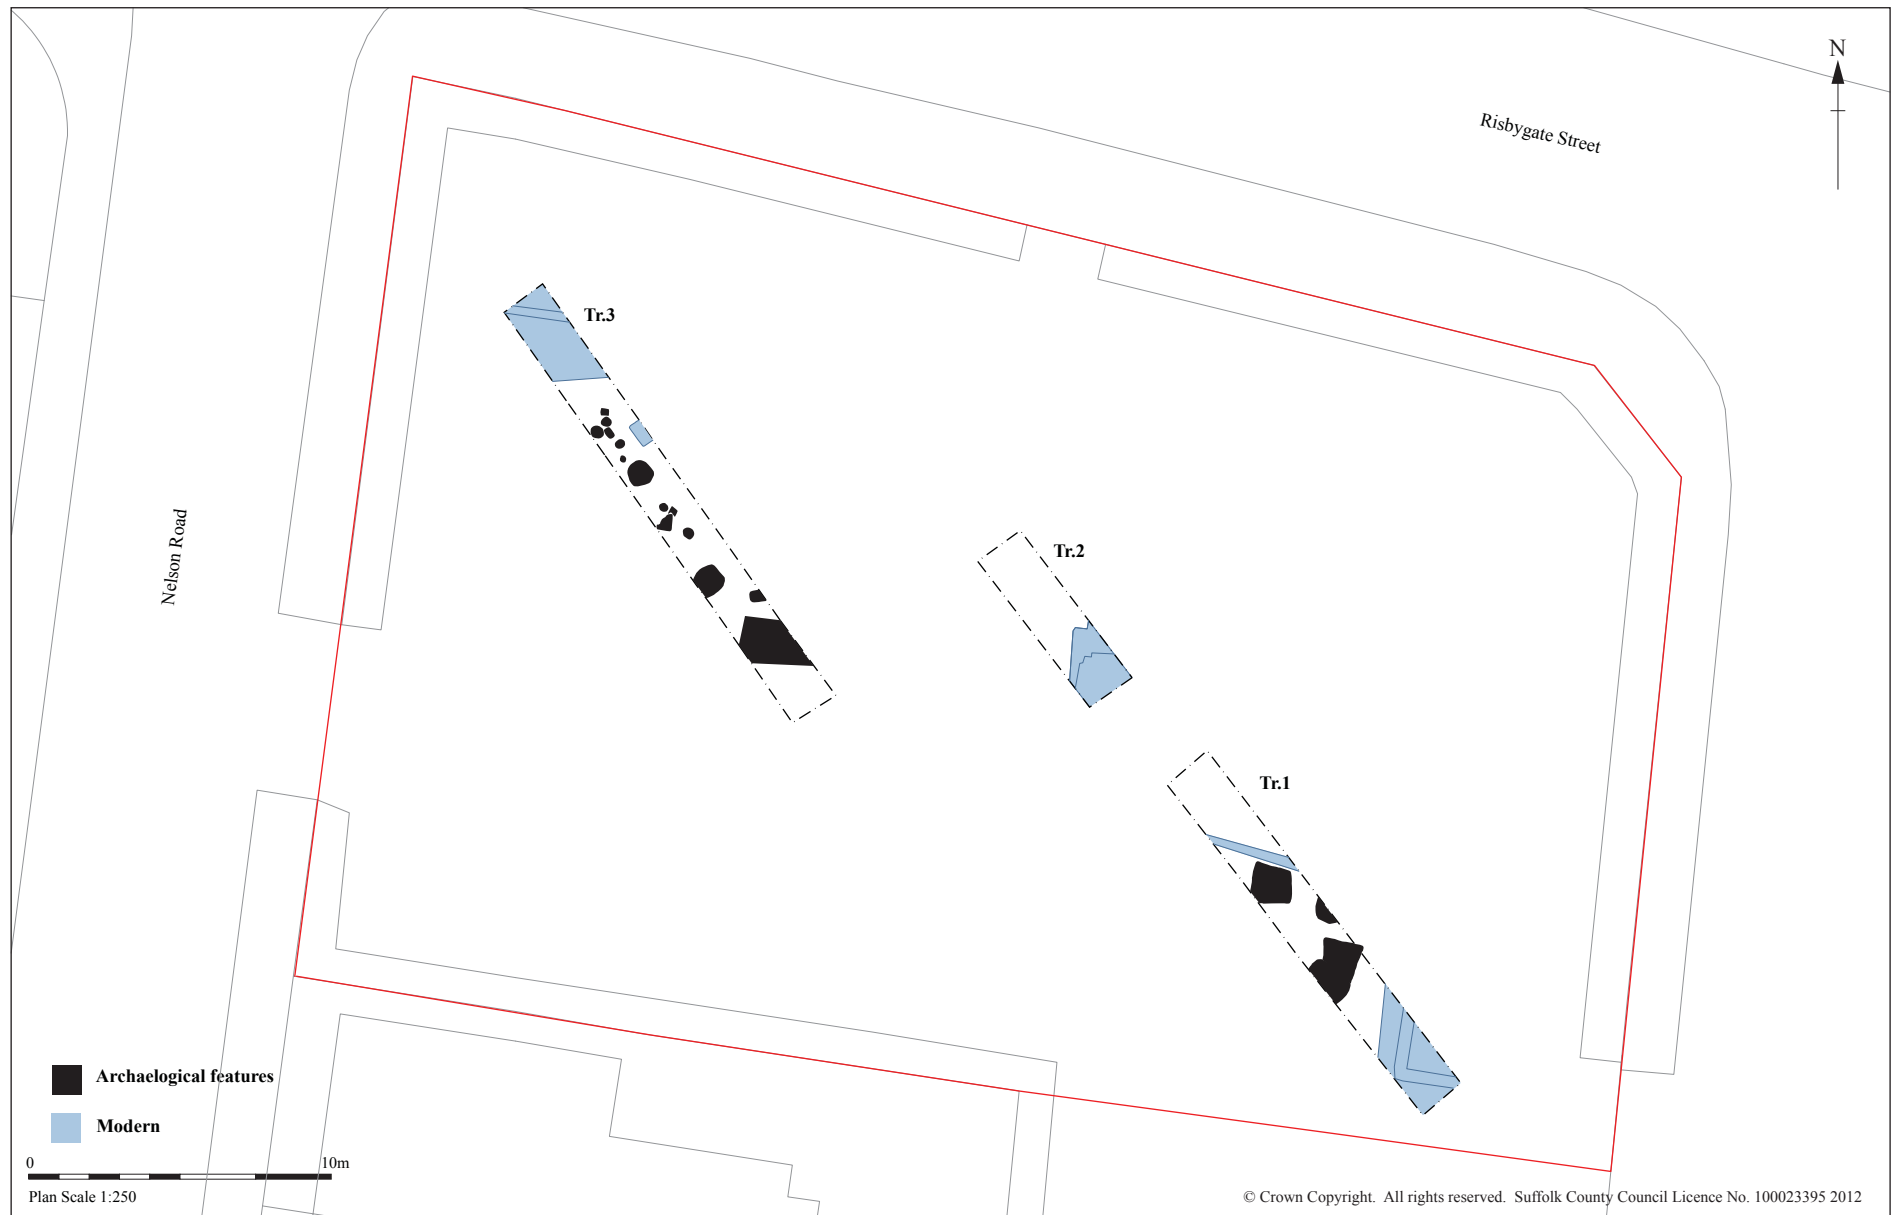 N
Risbygate Street
Tr.3
Nelson Road
Tr.2
Tr.1
Archaelogical features
Modern
0 10m
Plan Scale 1:250
© Crown Copyright. All rights reserved. Suffolk County Council Licence No. 100023395 2012